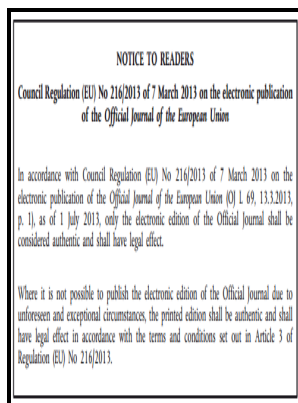 NOTICE TO READERS
Council Regulation (EU) No 216/2013 of 7 March 2013 on the electronic publication
of the Official Journal of the European Union
In accordance with Council Regulation (EU) No 216/2013 of 7 March 2013 on the
electronic publication of the Official Journal of the European Union (OJ L 69, 13.3.2013,
p. 1), as of 1 July 2013, only the electronic edition of the Official Journal shall be
considered authentic and shall have legal effect.
Where it is not possible to publish the electronic edition of the Official Journal due to
unforeseen and exceptional circumstances, the printed edition shall be authentic and shall
have legal effect in accordance with the terms and conditions set out in Article 3 of
Regulation (EU) No 216/2013.